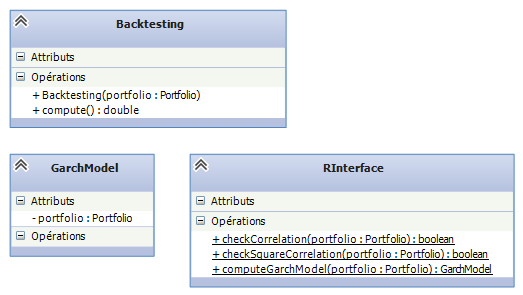 Backtesting
Attributs
Opérations
+ Backtesting(portfolio : Portfolio)
+ compute() : double
GarchModel
Attributs
- portfolio : Portfolio
Opérations
RInterface
Attributs
Opérations
+ checkCorrelation(portfolio : Portfolio) : boolean
+ checkSquareCorrelation(portfolio : Portfolio) : boolean
+ computeGarchModel(portfolio : Portfolio) : GarchModel